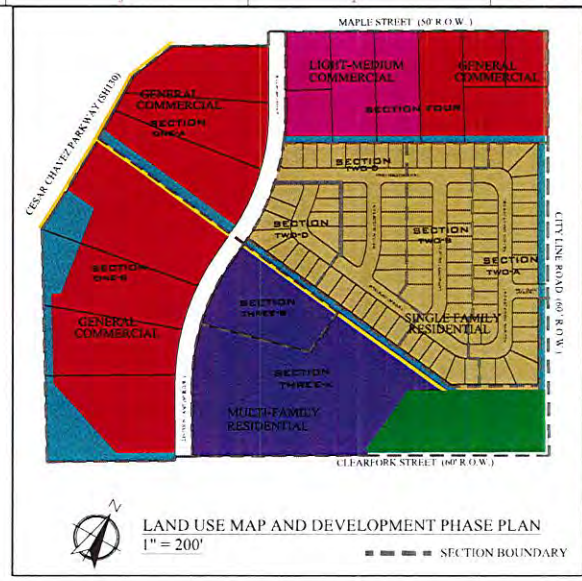 MAPLE STREET (50' R.O.W.)
LIGHT-MEDIUM
COMMERCIAL
GENERAL
COMMERCIAL
SECTION FOUR
GENERAL
COMMERCIAL
SECTION
ONE-A
CESAR CHAVEZ PARKWAY (SH130)
SECTION
SECTION
TWO-D
SECTION
TWO-B
SECTION
TWO-A
CITY LINE ROAD (60' R.O.W.)
SECTION
ONE-B
GENERAL
COMMERCIAL
SECTION
THREE-B
SINGLE FAMILY
RESIDENTIAL
SECTION
THREE-A
MULTI-FAMILY
RESIDENTIAL
CLEARFORK STREET (60' R.O.W.)
N
LAND USE MAP AND DEVELOPMENT PHASE PLAN
1" = 200'
SECTION BOUNDARY